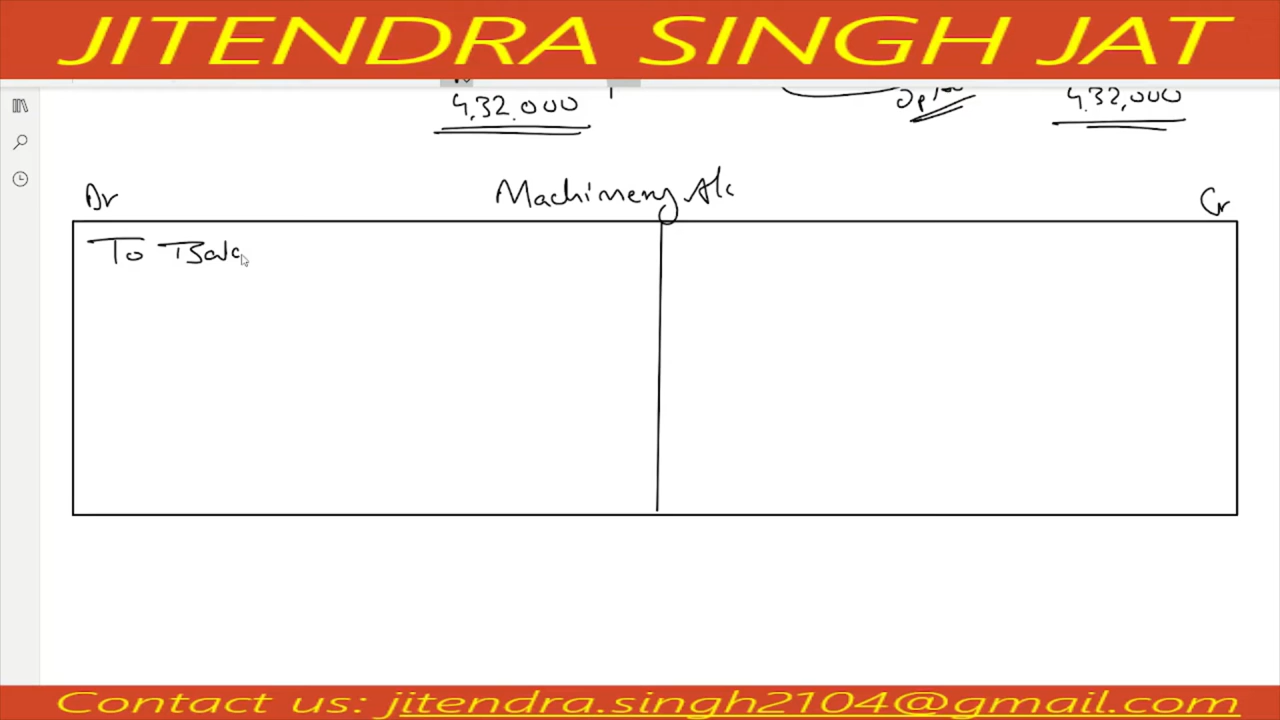 JITENDRA SINGH JAT
4,32,000
4,32,000
Dr Machinery A/c Cr
To Bala
Contact us: jitendra.singh2104@gmail.com